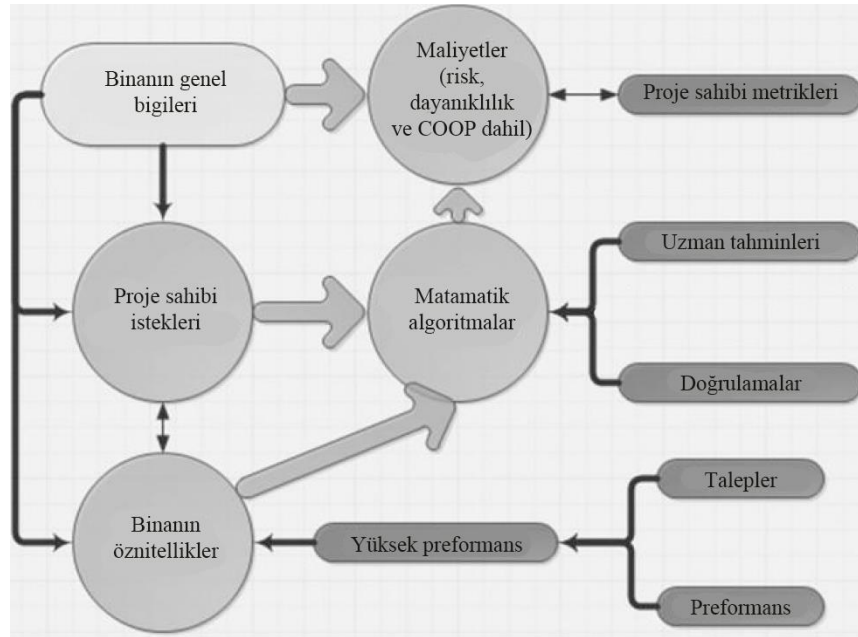 Binanın genel
bigileri
Maliyetler
(risk,
dayanıklılık
ve COOP dahil)
Proje sahibi metrikleri
Proje sahibi
istekleri
Matamatik
algoritmalar
Uzman tahminleri
Doğrulamalar
Binanın
öznitellikler
Yüksek preformans
Talepler
Preformans